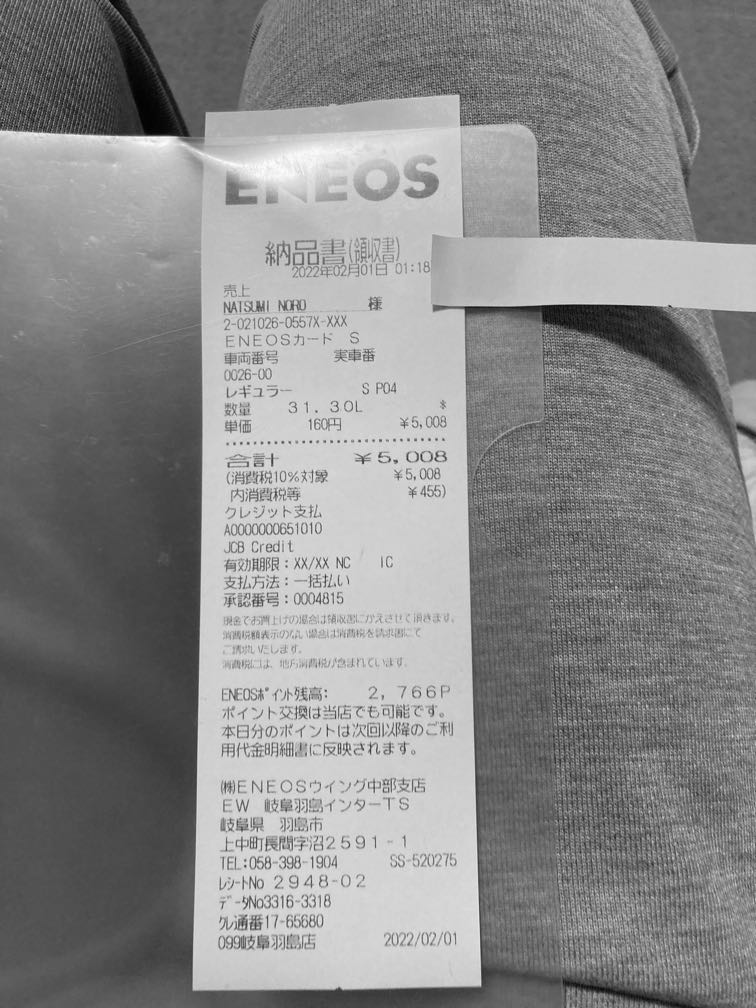 ENEOS
納品書(領収書)
2022年02月01日 01:18
売上
NATSUMI NORO 様
2-021026-0557X-XXX
ENEOSカード S
車両番号 実車番
0026-00
レギュラー S P04
数量 31.30L *
単価 160円 ¥5,008
合計 ¥5,008
(消費税10%対象 ¥5,008
内消費税等 ¥455)
クレジット支払
A0000000651010
JCB Credit
有効期限:XX/XX NC IC
支払方法:一括払い
承認番号:0004815
現金でお買上げの場合は領収書にかえさせて頂きます。
消費税額表示のない場合は消費税を請求書にて
ご請求いたします。
消費税には、地方消費税が含まれています。
ENEOSポイント残高: 2,766P
ポイント交換は当店でも可能です。
本日分のポイントは次回以降のご利
用代金明細書に反映されます。
㈱ENEOSウイング中部支店
EW 岐阜羽島インターTS
岐阜県 羽島市
上中町長間字沼2591-1
TEL:058-398-1904 SS-520275
レシートNo 2948-02
データNo3316-3318
クレ通番17-65680
099岐阜羽島店 2022/02/01